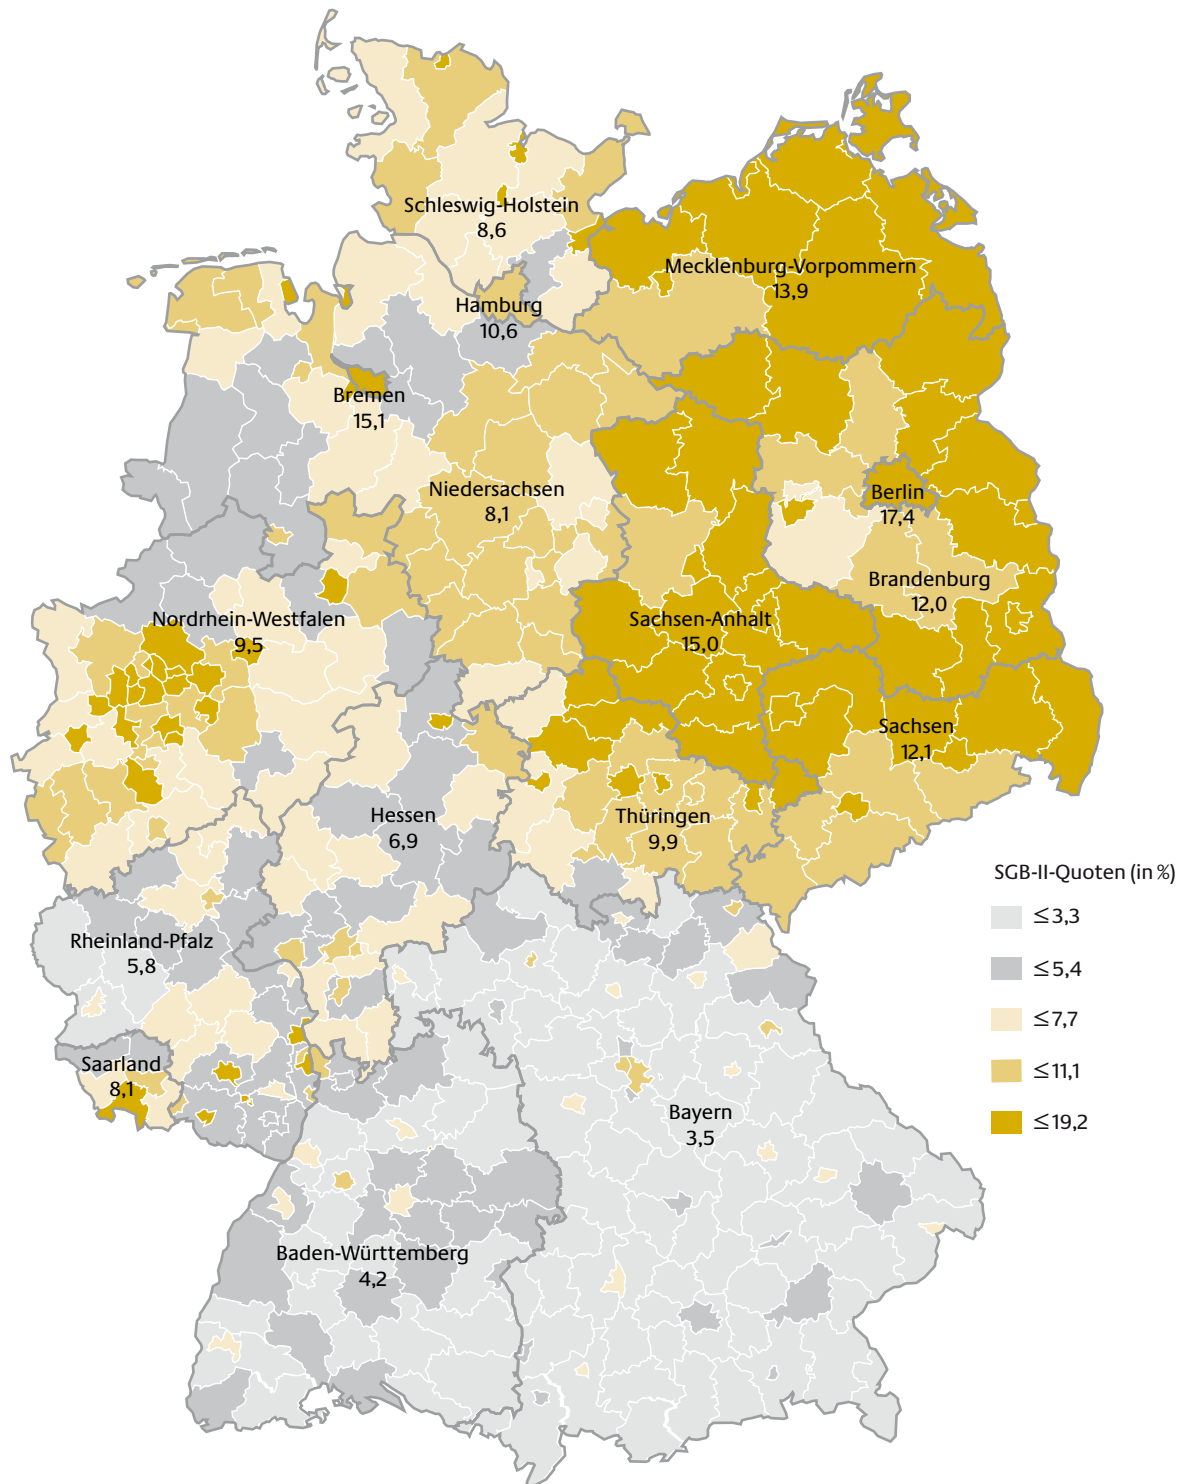 Schleswig-Holstein
8,6
Mecklenburg-Vorpommern
13,9
Hamburg
10,6
Bremen
15,1
Niedersachsen
8,1
Berlin
17,4
Brandenburg
12,0
Nordrhein-Westfalen
9,5
Sachsen-Anhalt
15,0
Sachsen
12,1
Hessen
6,9
Thüringen
9,9
Rheinland-Pfalz
5,8
Saarland
8,1
Bayern
3,5
Baden-Württemberg
4,2
SGB-II-Quoten (in %)
≤3,3
≤5,4
≤7,7
≤11,1
≤19,2